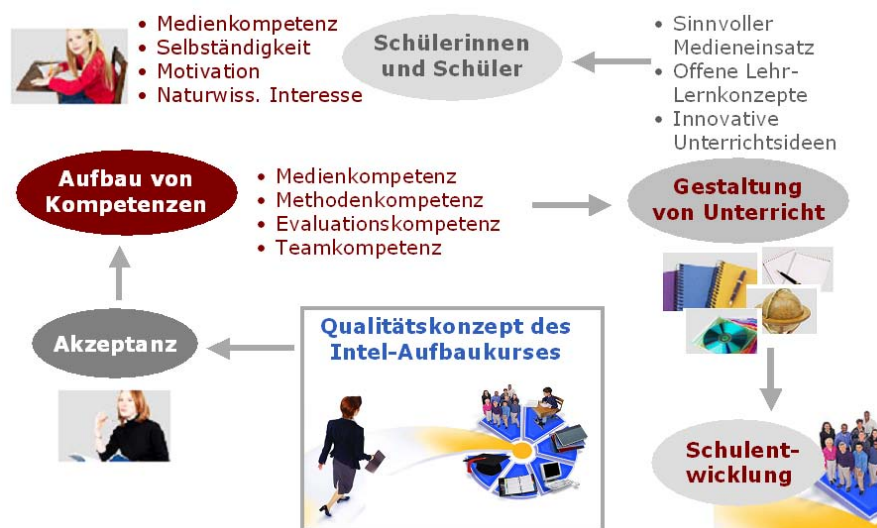 • Medienkompetenz
• Selbständigkeit
• Motivation
• Naturwiss. Interesse
Schülerinnen
und Schüler
• Sinnvoller
Medieneinsatz
• Offene Lehr-
Lernkonzepte
• Innovative
Unterrichtsideen
Aufbau von
Kompetenzen
• Medienkompetenz
• Methodenkompetenz
• Evaluationskompetenz
• Teamkompetenz
Gestaltung
von Unterricht
Akzeptanz
Qualitätskonzept des
Intel-Aufbaukurses
Schulent-
wicklung